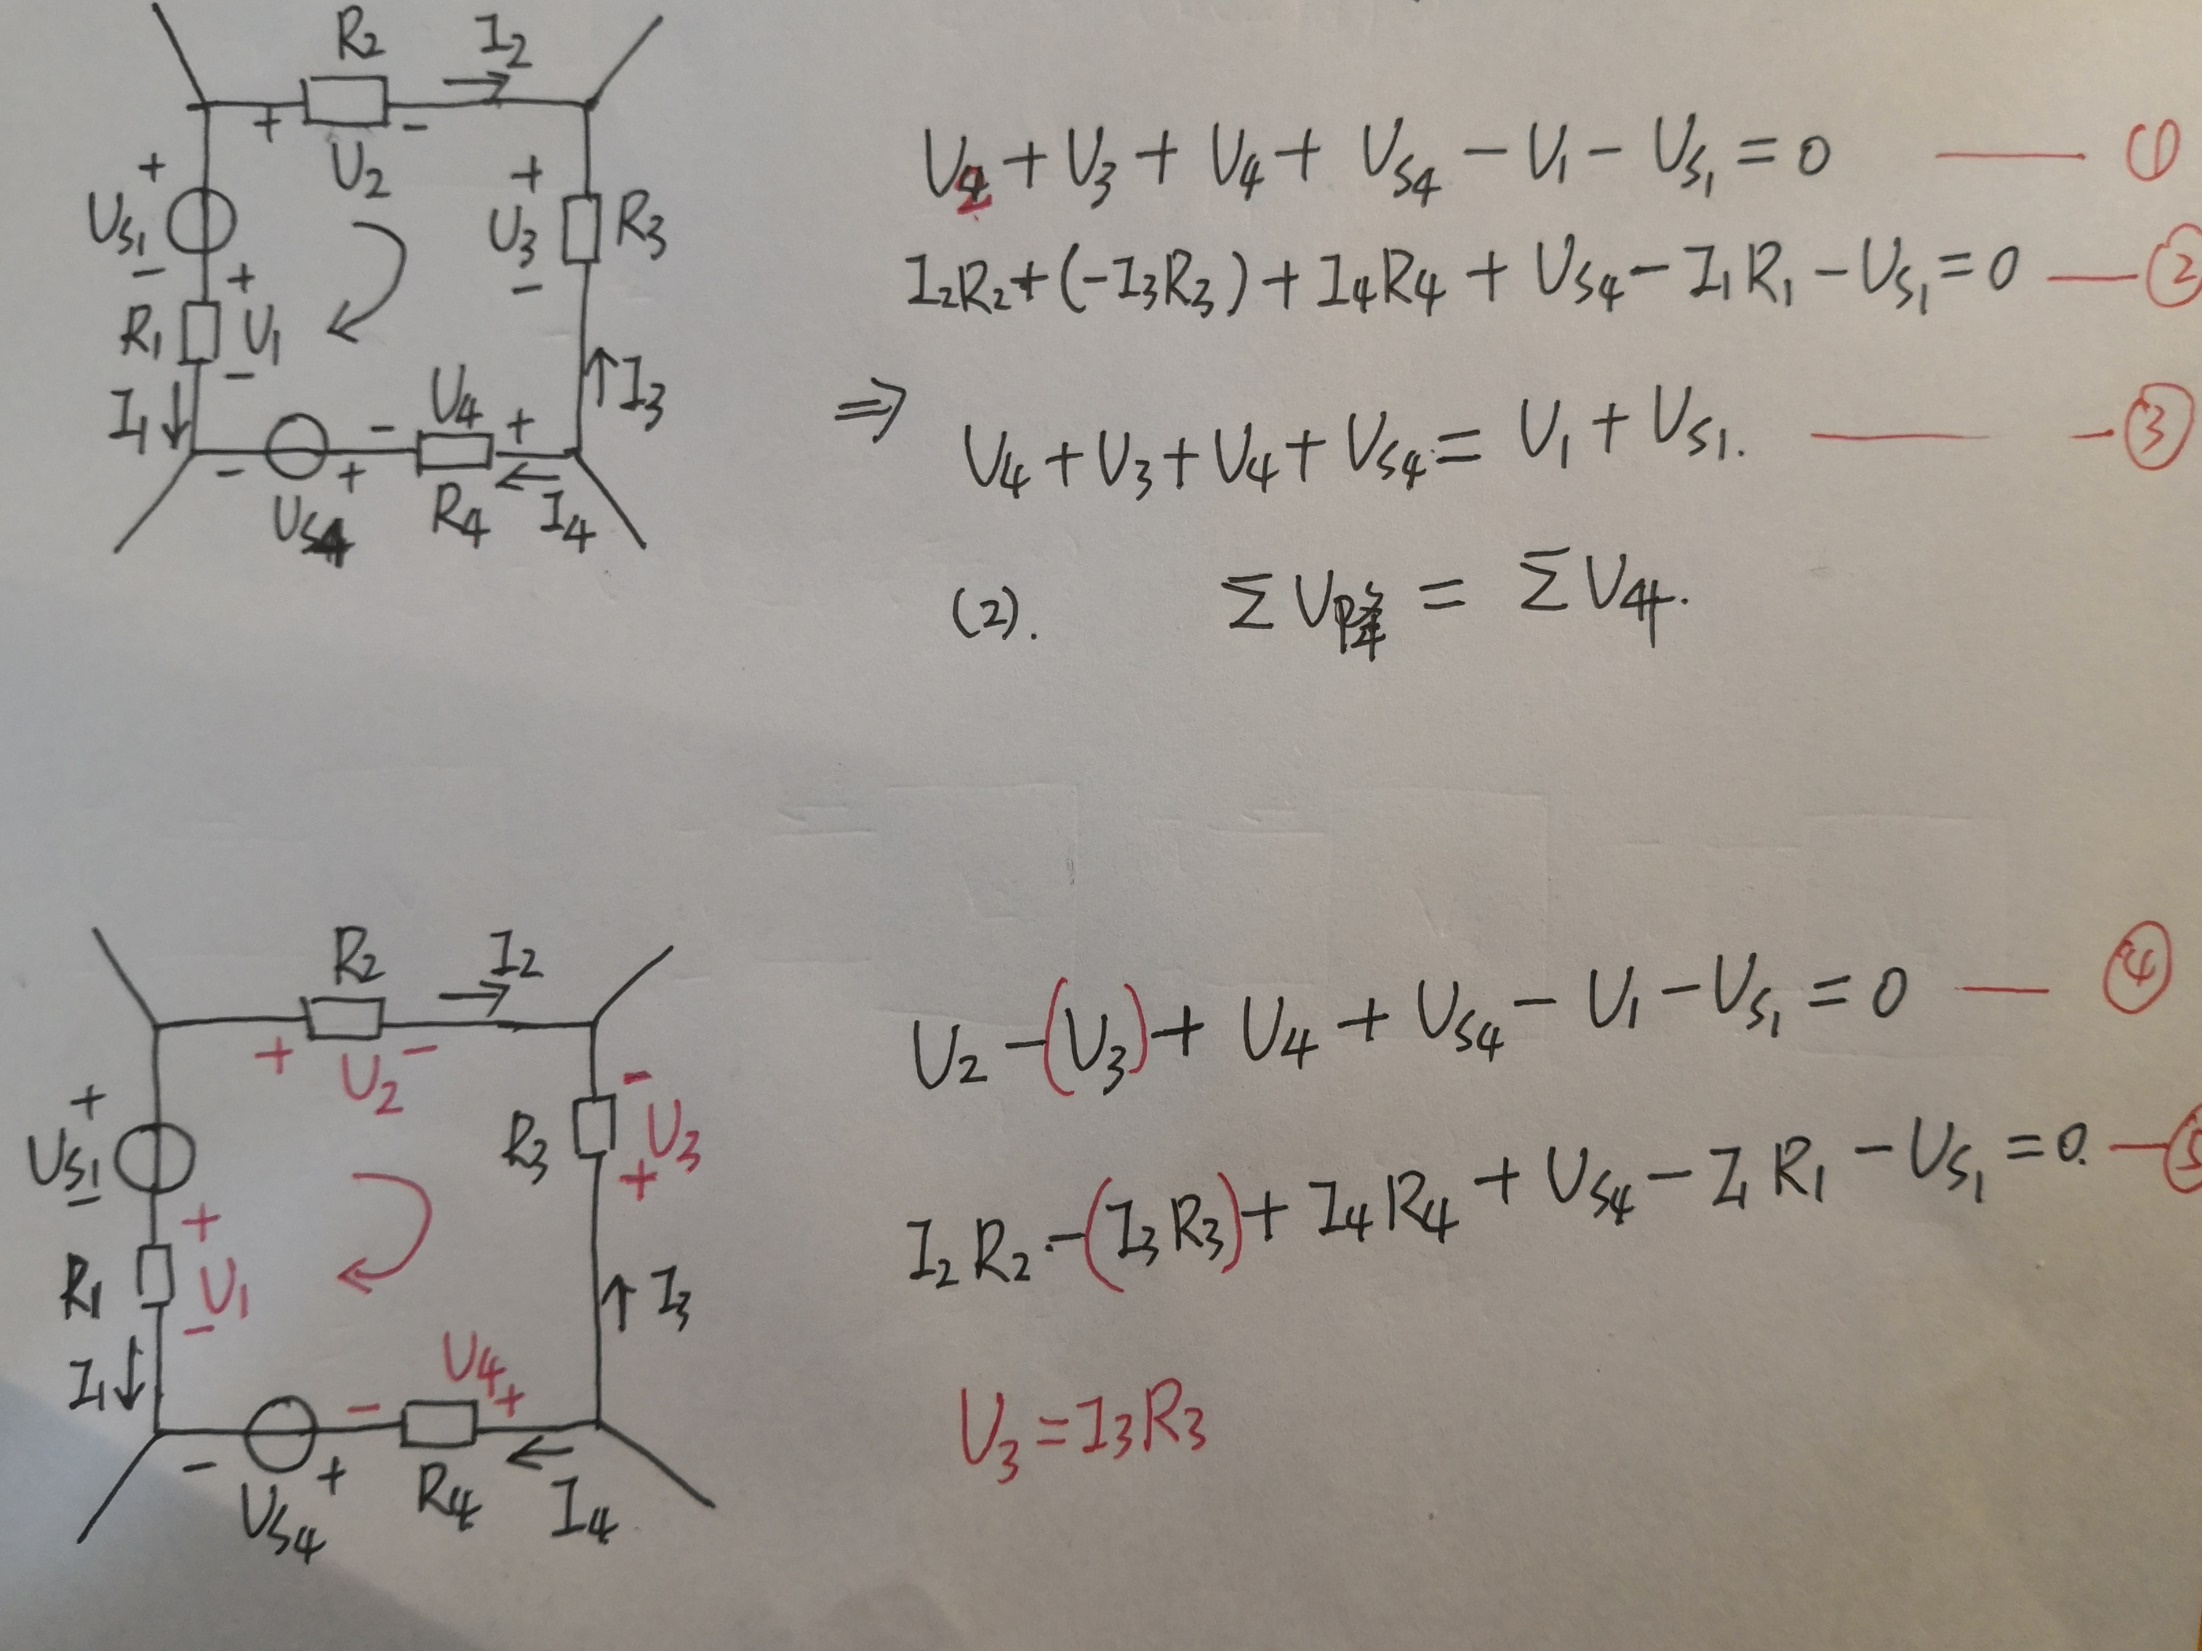 R₂ I₂
+ U₂ -
+ Us₁ -
+ U₃ - R₃
R₁ + U₁ -
I₁ I₃
- Us₄ + - U₄ +
R₄ I₄
U₂ + U₃ + U₄ + Us₄ - U₁ - Us₁ = 0 —— ①
I₂R₂ + (-I₃R₃) + I₄R₄ + Us₄ - I₁R₁ - Us₁ = 0 —— ②
⇒ U₄ + U₃ + U₄ + Us₄ = U₁ + Us₁. —— ③
(2). ΣU降 = ΣU升.
R₂ I₂
+ U₂ -
+ Us₁ -
R₃ - U₃ +
R₁ + U₁ -
I₁ I₃
- Us₄ + - U₄ +
R₄ I₄
U₂ - (U₃) + U₄ + Us₄ - U₁ - Us₁ = 0 — ④
I₂R₂ - (I₃R₃) + I₄R₄ + Us₄ - I₁R₁ - Us₁ = 0. — ⑤
U₃ = I₃R₃